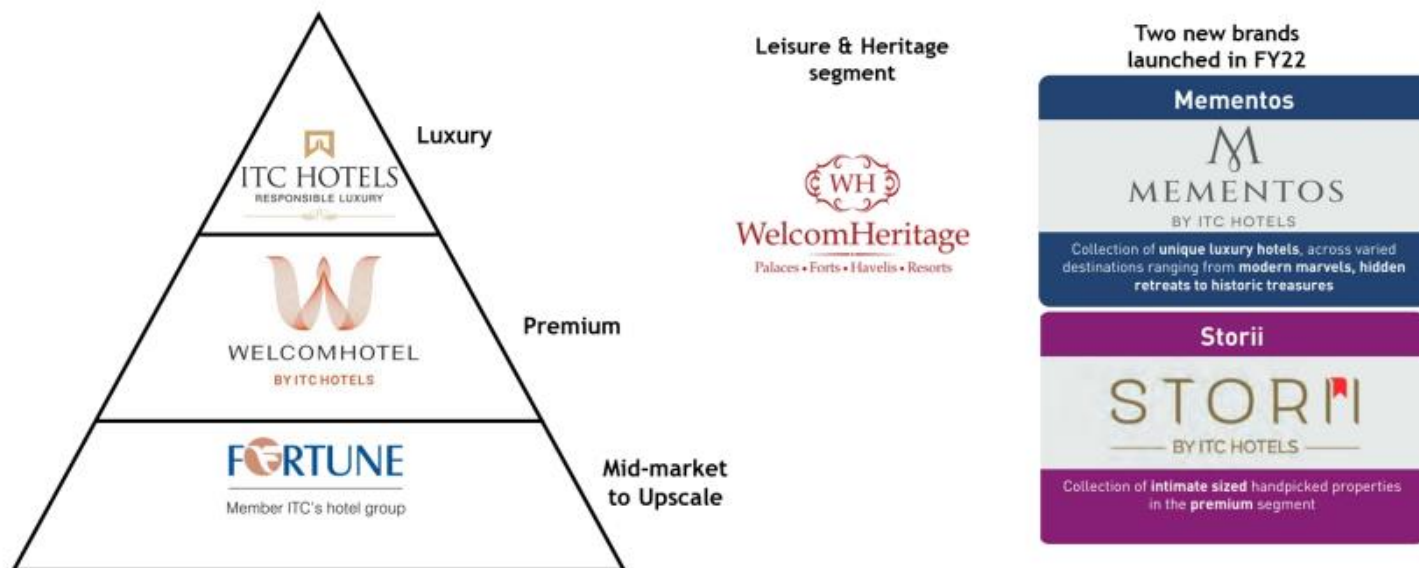 Luxury
ITC HOTELS
RESPONSIBLE LUXURY
WELCOMHOTEL
BY ITC HOTELS
Premium
FORTUNE
Member ITC's hotel group
Mid-market
to Upscale
Leisure & Heritage
segment
WH
WelcomHeritage
Palaces • Forts • Havelis • Resorts
Two new brands
launched in FY22
Mementos
M
MEMENTOS
BY ITC HOTELS
Collection of unique luxury hotels, across varied
destinations ranging from modern marvels, hidden
retreats to historic treasures
Storii
STORII
BY ITC HOTELS
Collection of intimate sized handpicked properties
in the premium segment